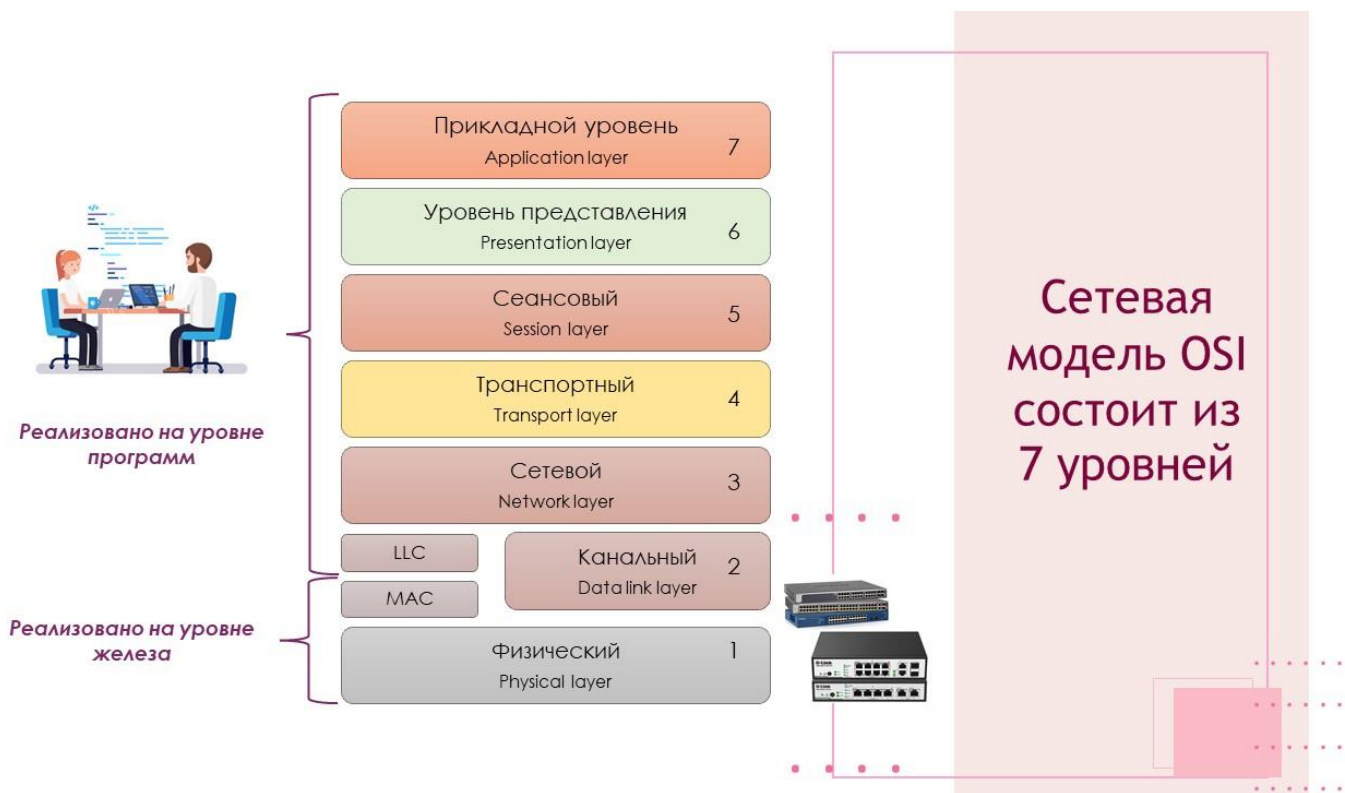 Прикладной уровень
Application layer
7
Уровень представления
Presentation layer
6
Сеансовый
Session layer
5
Транспортный
Transport layer
4
Сетевой
Network layer
3
LLC
MAC
Канальный
Data link layer
2
Физический
Physical layer
1
Реализовано на уровне
программ
Реализовано на уровне
железа
Сетевая
модель OSI
состоит из
7 уровней
D-Link
D-Link